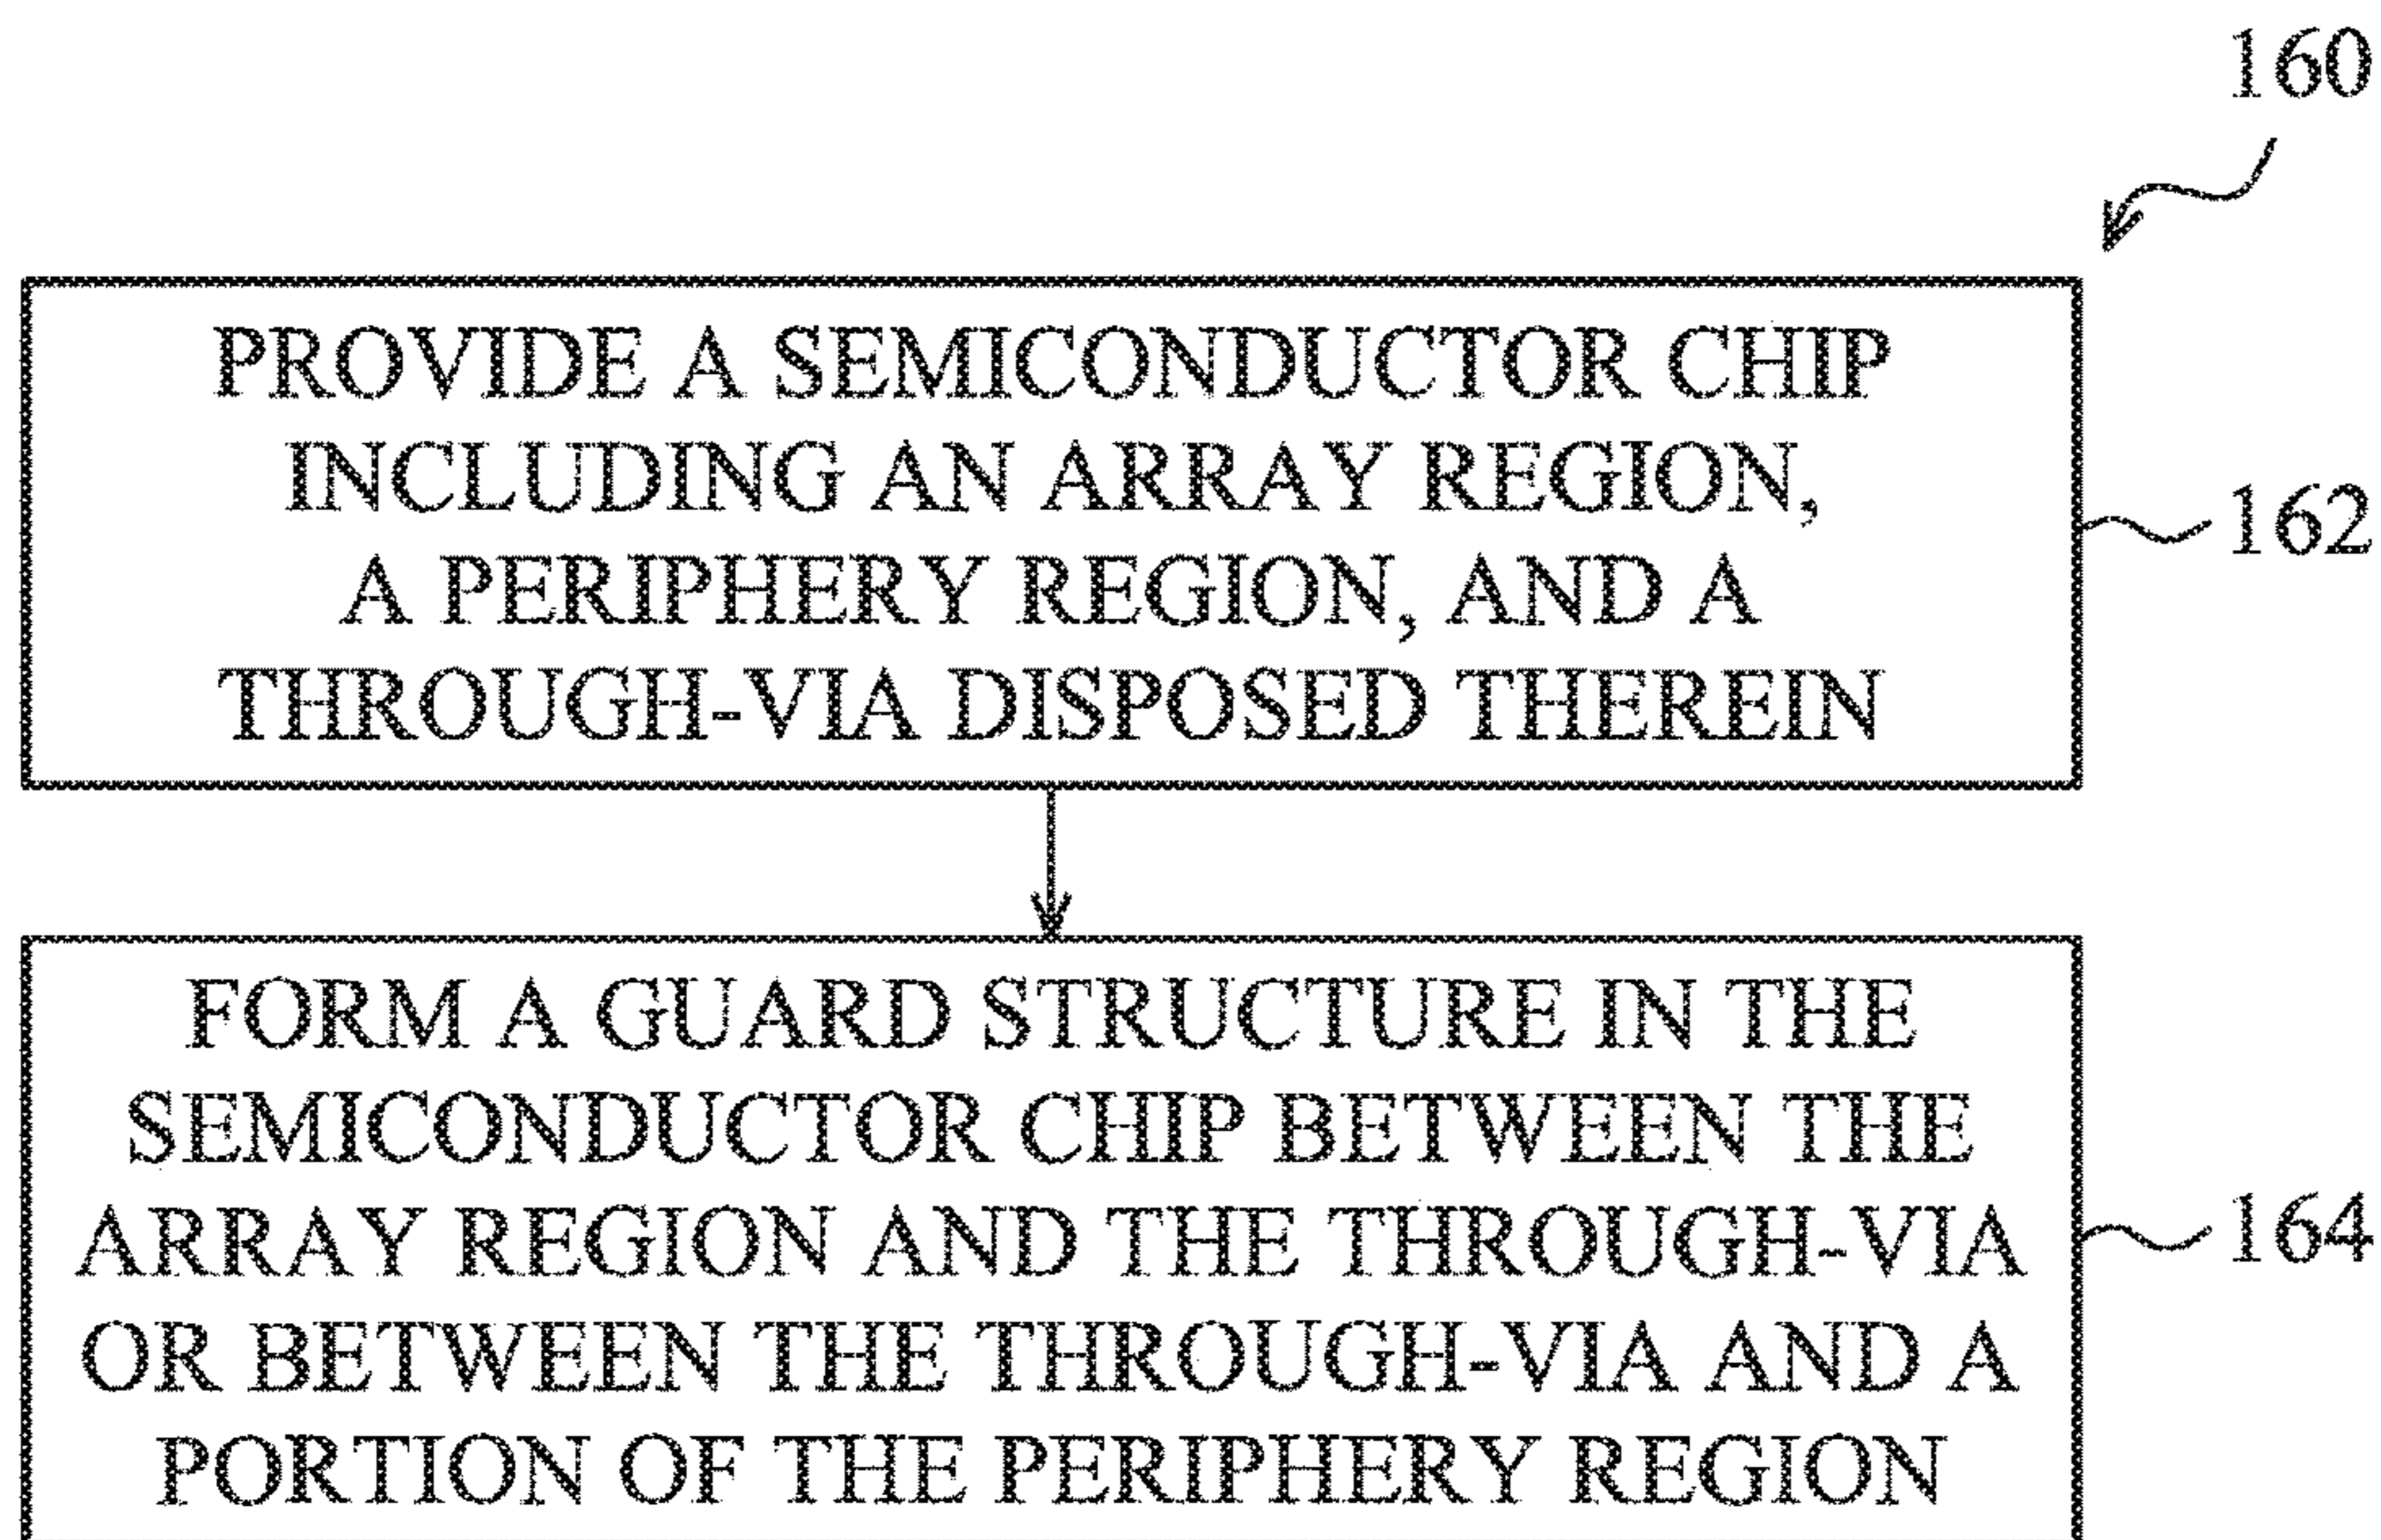 160
PROVIDE A SEMICONDUCTOR CHIP
INCLUDING AN ARRAY REGION,
A PERIPHERY REGION, AND A
THROUGH-VIA DISPOSED THEREIN
162
FORM A GUARD STRUCTURE IN THE
SEMICONDUCTOR CHIP BETWEEN THE
ARRAY REGION AND THE THROUGH-VIA
OR BETWEEN THE THROUGH-VIA AND A
PORTION OF THE PERIPHERY REGION
164